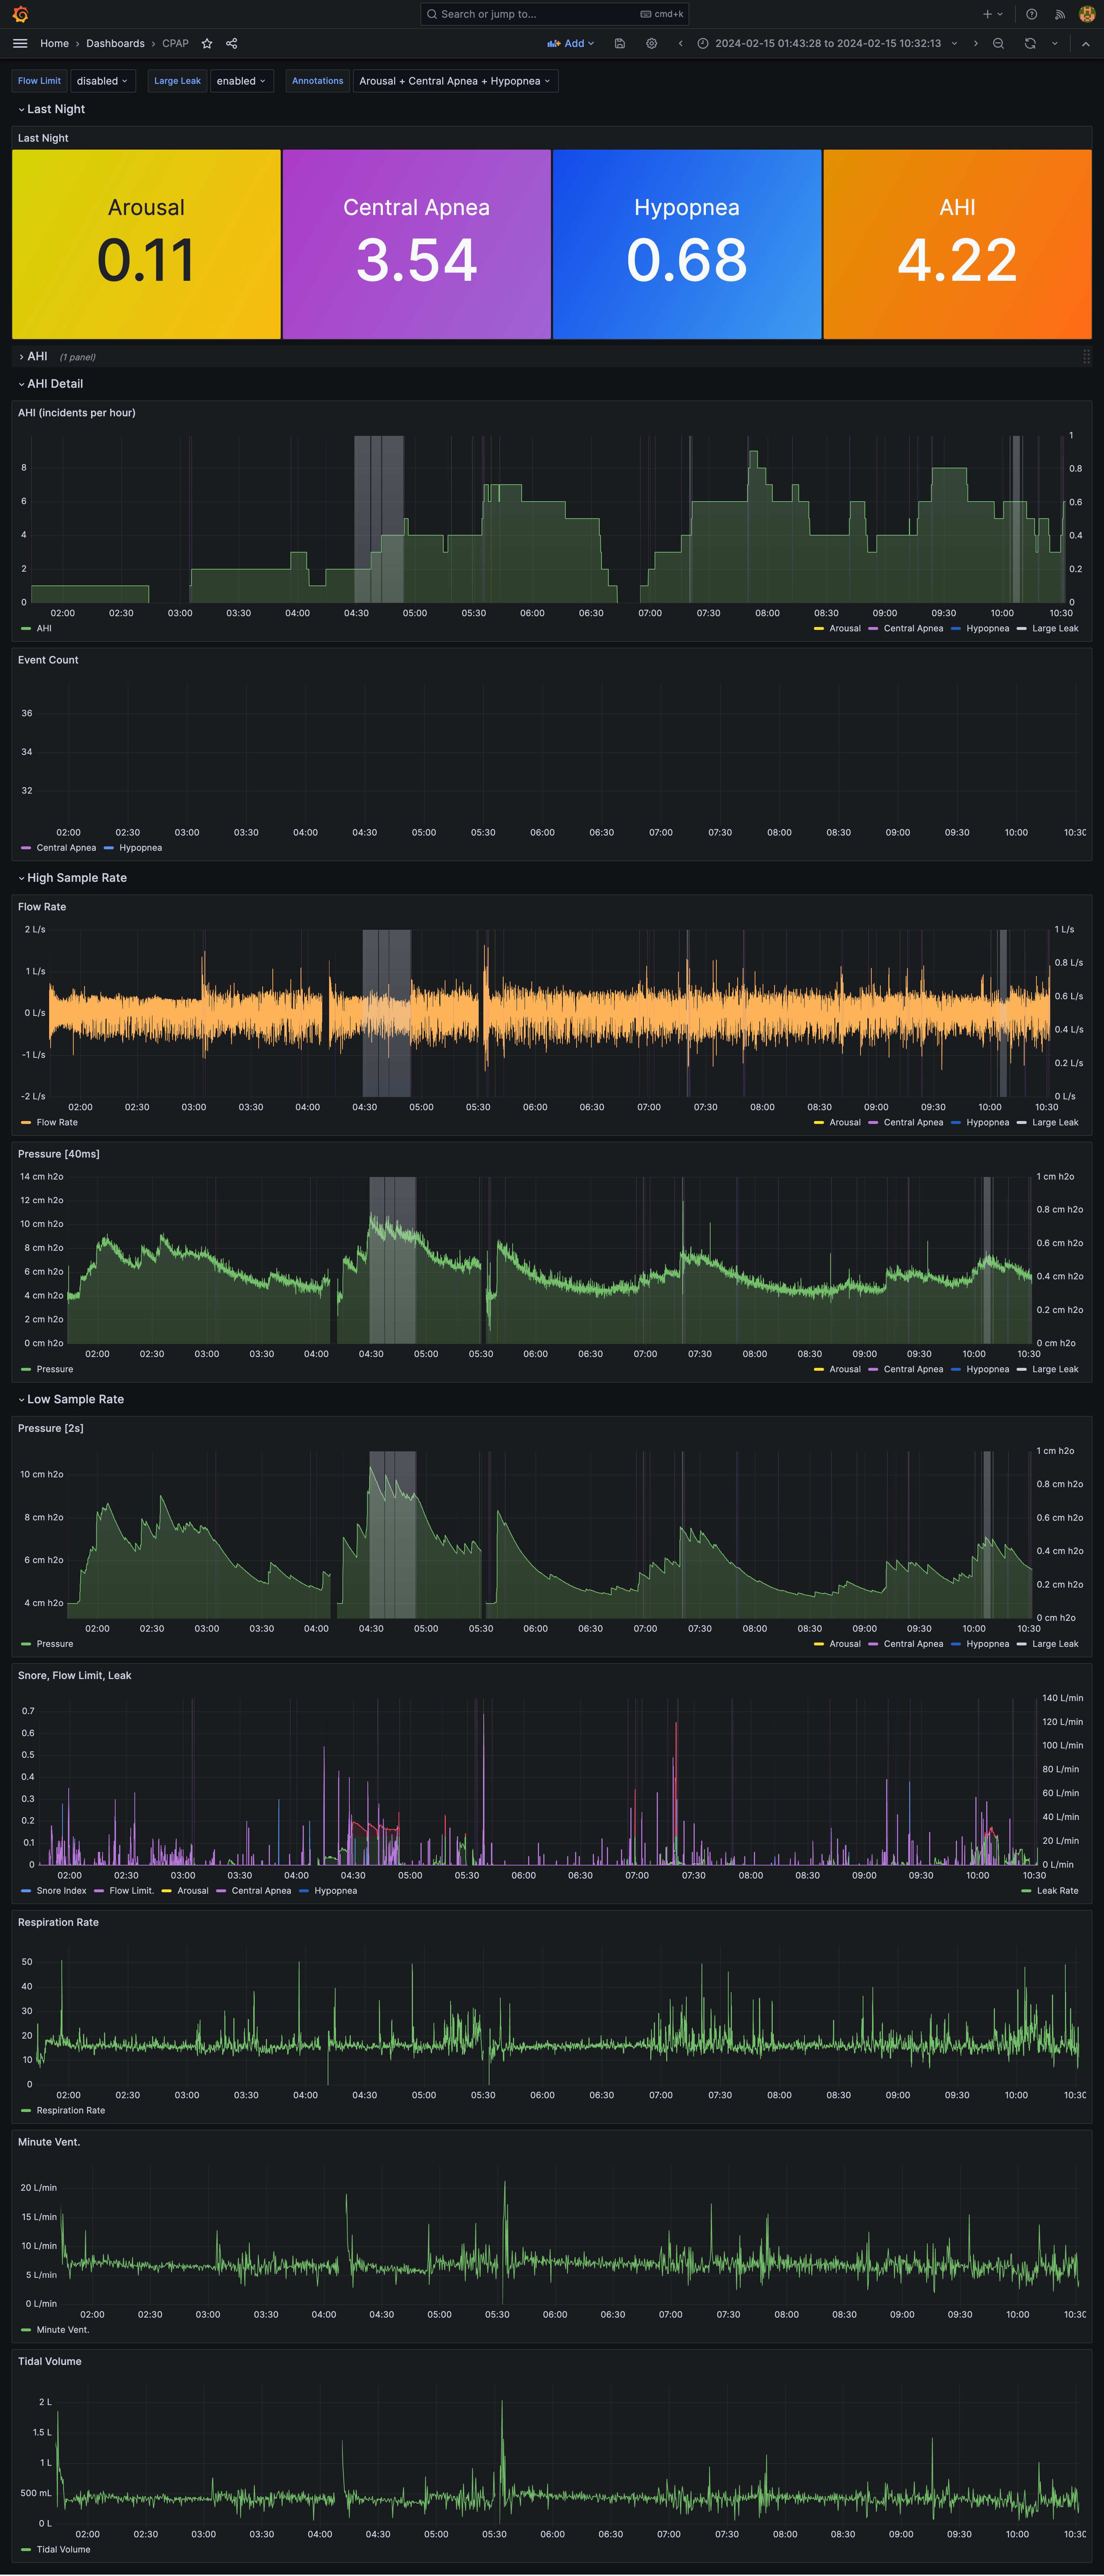 Search or jump to... cmd+k
Home › Dashboards › CPAP Add 2024-02-15 01:43:28 to 2024-02-15 10:32:13
Flow Limit disabled Large Leak enabled Annotations Arousal + Central Apnea + Hypopnea
Last Night
Last Night
Arousal Central Apnea Hypopnea AHI
0.11 3.54 0.68 4.22
AHI (1 panel)
AHI Detail
AHI (incidents per hour)
1
8 0.8
6 0.6
4 0.4
2 0.2
0 0
02:00 02:30 03:00 03:30 04:00 04:30 05:00 05:30 06:00 06:30 07:00 07:30 08:00 08:30 09:00 09:30 10:00 10:30
AHI Arousal Central Apnea Hypopnea Large Leak
Event Count
36
34
32
02:00 02:30 03:00 03:30 04:00 04:30 05:00 05:30 06:00 06:30 07:00 07:30 08:00 08:30 09:00 09:30 10:00 10:30
Central Apnea Hypopnea
High Sample Rate
Flow Rate
2 L/s 1 L/s
0.8 L/s
1 L/s
0.6 L/s
0 L/s
0.4 L/s
-1 L/s
0.2 L/s
-2 L/s 0 L/s
02:00 02:30 03:00 03:30 04:00 04:30 05:00 05:30 06:00 06:30 07:00 07:30 08:00 08:30 09:00 09:30 10:00 10:30
Flow Rate Arousal Central Apnea Hypopnea Large Leak
Pressure [40ms]
14 cm h2o 1 cm h2o
12 cm h2o
0.8 cm h2o
10 cm h2o
8 cm h2o 0.6 cm h2o
6 cm h2o 0.4 cm h2o
4 cm h2o
0.2 cm h2o
2 cm h2o
0 cm h2o 0 cm h2o
02:00 02:30 03:00 03:30 04:00 04:30 05:00 05:30 06:00 06:30 07:00 07:30 08:00 08:30 09:00 09:30 10:00 10:30
Pressure Arousal Central Apnea Hypopnea Large Leak
Low Sample Rate
Pressure [2s]
1 cm h2o
10 cm h2o
0.8 cm h2o
8 cm h2o 0.6 cm h2o
0.4 cm h2o
6 cm h2o
0.2 cm h2o
4 cm h2o
0 cm h2o
02:00 02:30 03:00 03:30 04:00 04:30 05:00 05:30 06:00 06:30 07:00 07:30 08:00 08:30 09:00 09:30 10:00 10:30
Pressure Arousal Central Apnea Hypopnea Large Leak
Snore, Flow Limit, Leak
140 L/min
0.7
120 L/min
0.6
100 L/min
0.5
80 L/min
0.4
60 L/min
0.3
40 L/min
0.2
20 L/min
0.1
0 0 L/min
02:00 02:30 03:00 03:30 04:00 04:30 05:00 05:30 06:00 06:30 07:00 07:30 08:00 08:30 09:00 09:30 10:00 10:30
Snore Index Flow Limit. Arousal Central Apnea Hypopnea Leak Rate
Respiration Rate
50
40
30
20
10
0
02:00 02:30 03:00 03:30 04:00 04:30 05:00 05:30 06:00 06:30 07:00 07:30 08:00 08:30 09:00 09:30 10:00 10:30
Respiration Rate
Minute Vent.
20 L/min
15 L/min
10 L/min
5 L/min
0 L/min
02:00 02:30 03:00 03:30 04:00 04:30 05:00 05:30 06:00 06:30 07:00 07:30 08:00 08:30 09:00 09:30 10:00 10:30
Minute Vent.
Tidal Volume
2 L
1.5 L
1 L
500 mL
0 L
02:00 02:30 03:00 03:30 04:00 04:30 05:00 05:30 06:00 06:30 07:00 07:30 08:00 08:30 09:00 09:30 10:00 10:30
Tidal Volume